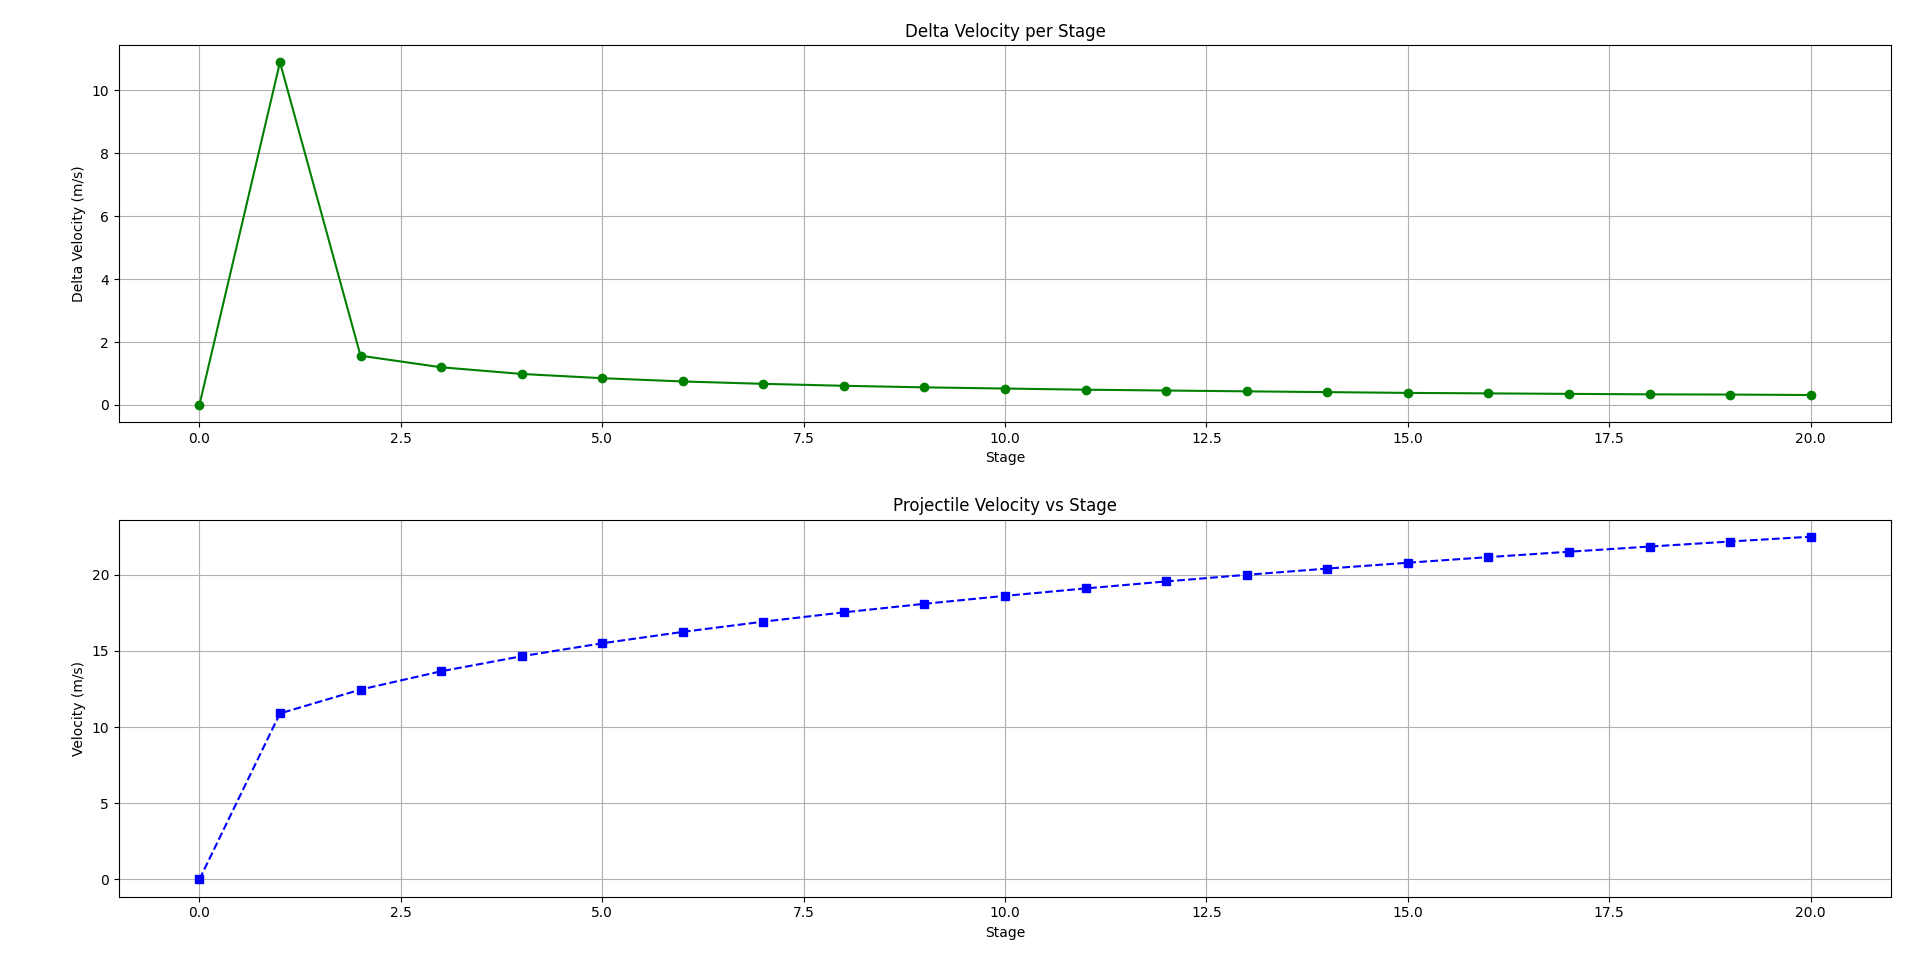 Delta Velocity per Stage
Delta Velocity (m/s)
10
8
6
4
2
0
0.0 2.5 5.0 7.5 10.0 12.5 15.0 17.5 20.0
Stage
Projectile Velocity vs Stage
Velocity (m/s)
20
15
10
5
0
0.0 2.5 5.0 7.5 10.0 12.5 15.0 17.5 20.0
Stage